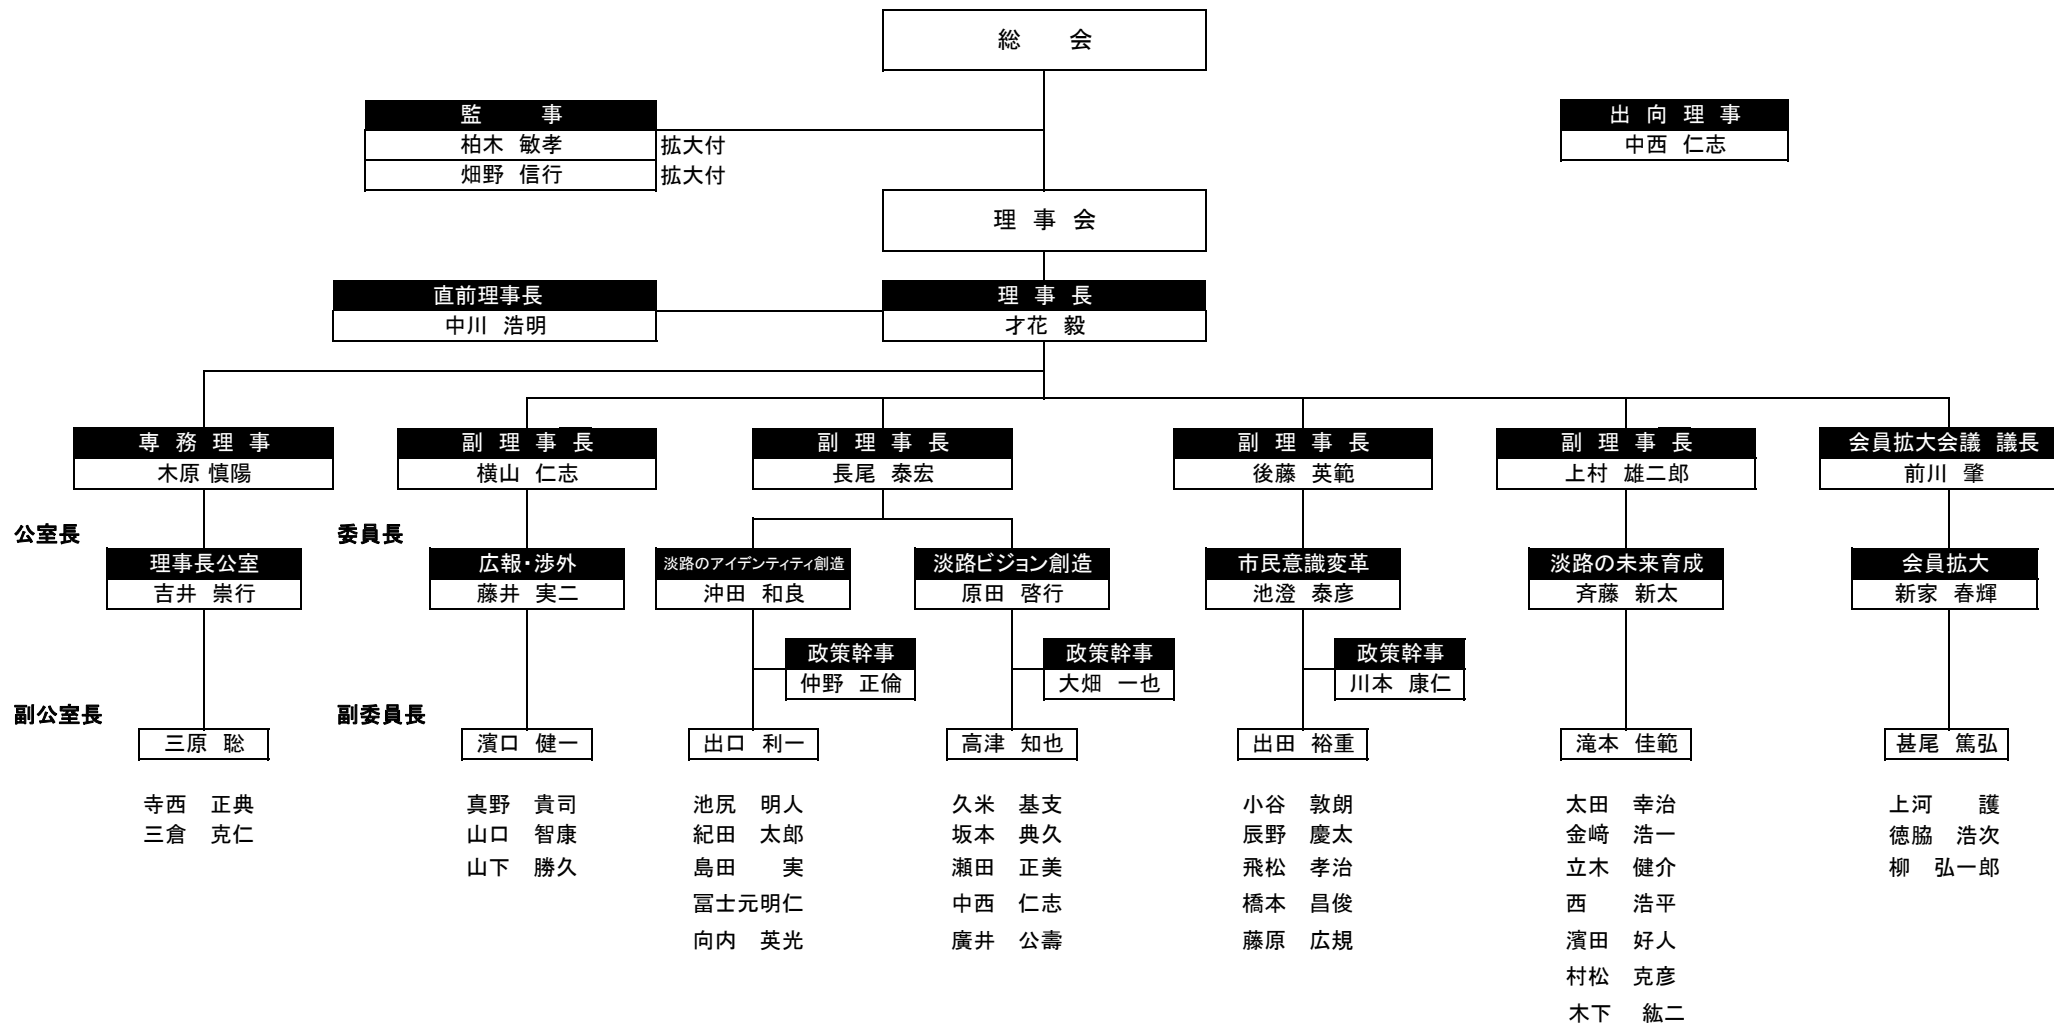 総　会
監　事
柏木 敏孝 拡大付
畑野 信行 拡大付
出 向 理 事
中西 仁志
理 事 会
直前理事長
中川 浩明
理 事 長
才花 毅
専 務 理 事
木原 慎陽
副 理 事 長
横山 仁志
副 理 事 長
長尾 泰宏
副 理 事 長
後藤 英範
副 理 事 長
上村 雄二郎
会員拡大会議 議長
前川 肇
公室長
理事長公室
吉井 崇行
委員長
広報・渉外
藤井 実二
淡路のアイデンティティ創造
沖田 和良
淡路ビジョン創造
原田 啓行
市民意識変革
池澄 泰彦
淡路の未来育成
斉藤 新太
会員拡大
新家 春輝
政策幹事
仲野 正倫
政策幹事
大畑 一也
政策幹事
川本 康仁
副公室長
三原 聡
寺西 正典
三倉 克仁
副委員長
濱口 健一
真野 貴司
山口 智康
山下 勝久
出口 利一
池尻 明人
紀田 太郎
島田 実
冨士元明仁
向内 英光
高津 知也
久米 基支
坂本 典久
瀬田 正美
中西 仁志
廣井 公壽
出田 裕重
小谷 敦朗
辰野 慶太
飛松 孝治
橋本 昌俊
藤原 広規
滝本 佳範
太田 幸治
金﨑 浩一
立木 健介
西 浩平
濱田 好人
村松 克彦
木下 紘二
甚尾 篤弘
上河 護
徳脇 浩次
柳 弘一郎